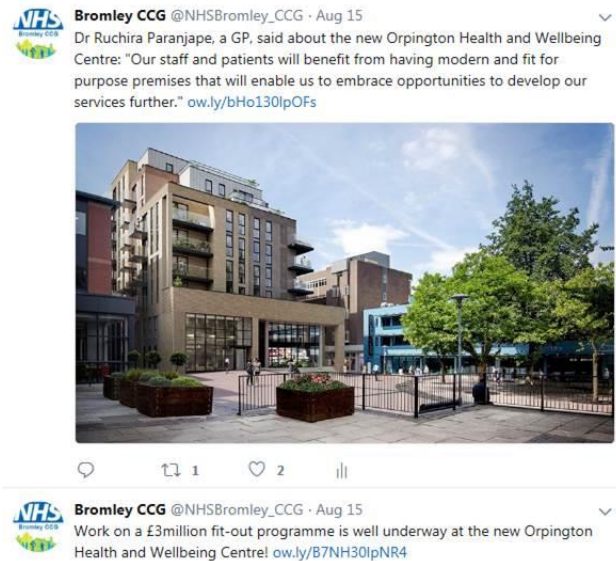 NHS
Bromley CCG
Bromley CCG @NHSBromley_CCG · Aug 15
Dr Ruchira Paranjape, a GP, said about the new Orpington Health and Wellbeing
Centre: "Our staff and patients will benefit from having modern and fit for
purpose premises that will enable us to embrace opportunities to develop our
services further." ow.ly/bHo130lpOFs
1 2
NHS
Bromley CCG
Bromley CCG @NHSBromley_CCG · Aug 15
Work on a £3million fit-out programme is well underway at the new Orpington
Health and Wellbeing Centre! ow.ly/B7NH30lpNR4